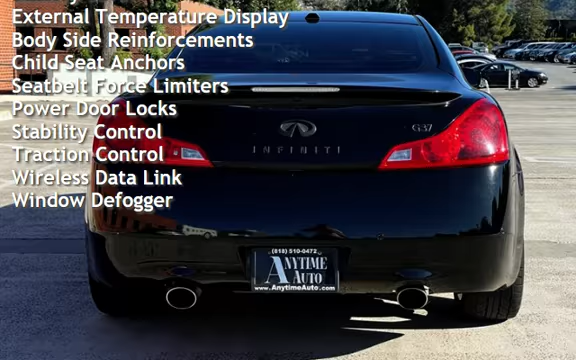 External Temperature Display
Body Side Reinforcements
Child Seat Anchors
Seatbelt Force Limiters
Power Door Locks
Stability Control
Traction Control
Wireless Data Link
Window Defogger
INFINITI
G37
(818) 510-0472
ANYTIME
AUTO
www.AnytimeAuto.com